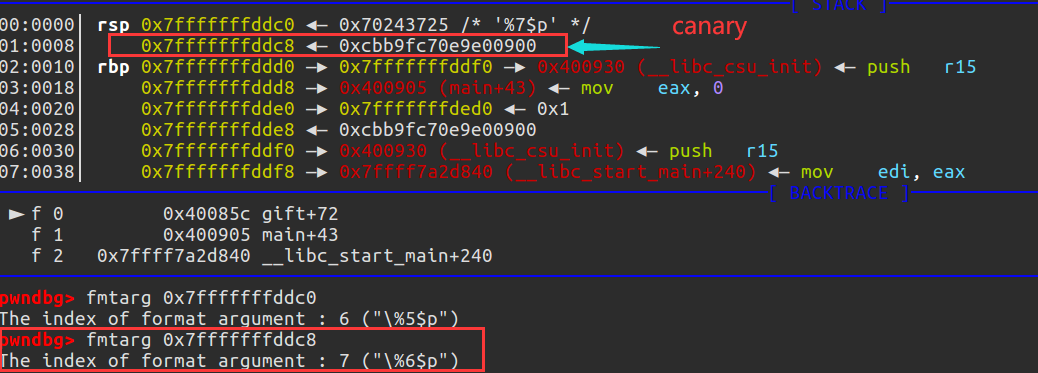 [ STACK ]
00:0000│ rsp 0x7fffffffddc0 ◂— 0x70243725 /* '%7$p' */
01:0008│ 0x7fffffffddc8 ◂— 0xcbb9fc70e9e00900
canary
02:0010│ rbp 0x7fffffffddd0 —▸ 0x7fffffffddf0 —▸ 0x400930 (__libc_csu_init) ◂— push r15
03:0018│ 0x7fffffffddd8 —▸ 0x400905 (main+43) ◂— mov eax, 0
04:0020│ 0x7fffffffdde0 —▸ 0x7fffffffded0 ◂— 0x1
05:0028│ 0x7fffffffdde8 ◂— 0xcbb9fc70e9e00900
06:0030│ 0x7fffffffddf0 —▸ 0x400930 (__libc_csu_init) ◂— push r15
07:0038│ 0x7fffffffddf8 —▸ 0x7ffff7a2d840 (__libc_start_main+240) ◂— mov edi, eax
[ BACKTRACE ]
► f 0 0x40085c gift+72
f 1 0x400905 main+43
f 2 0x7ffff7a2d840 __libc_start_main+240
pwndbg> fmtarg 0x7fffffffddc0
The index of format argument : 6 ("\%5$p")
pwndbg> fmtarg 0x7fffffffddc8
The index of format argument : 7 ("\%6$p")